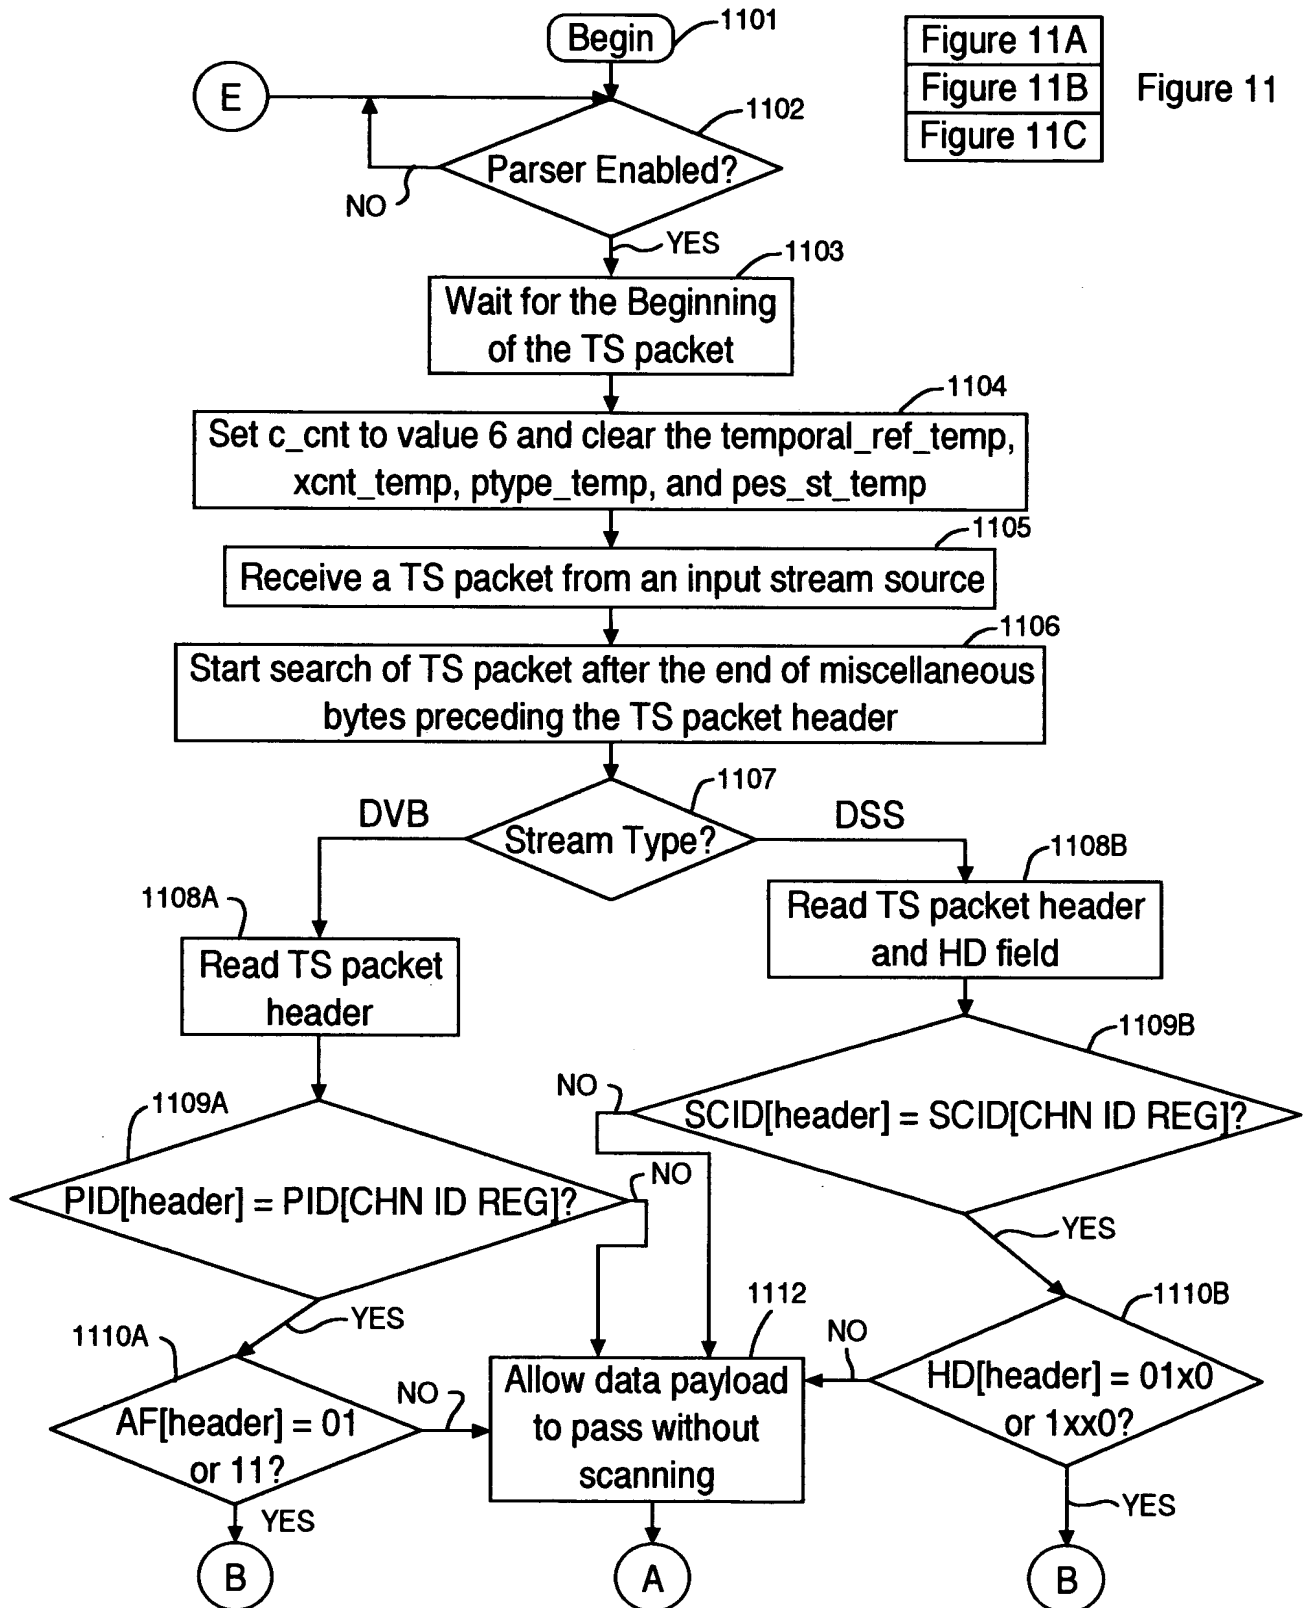 Begin
1101
Figure 11A
Figure 11B
Figure 11C
Figure 11
E
1102
Parser Enabled?
NO
YES
1103
Wait for the Beginning
of the TS packet
1104
Set c_cnt to value 6 and clear the temporal_ref_temp,
xcnt_temp, ptype_temp, and pes_st_temp
1105
Receive a TS packet from an input stream source
1106
Start search of TS packet after the end of miscellaneous
bytes preceding the TS packet header
1107
DVB
Stream Type?
DSS
1108A
Read TS packet
header
1108B
Read TS packet header
and HD field
1109A
PID[header] = PID[CHN ID REG]?
NO
YES
1109B
NO
SCID[header] = SCID[CHN ID REG]?
YES
1110A
AF[header] = 01
or 11?
NO
YES
1112
Allow data payload
to pass without
scanning
1110B
NO
HD[header] = 01x0
or 1xx0?
YES
B
A
B